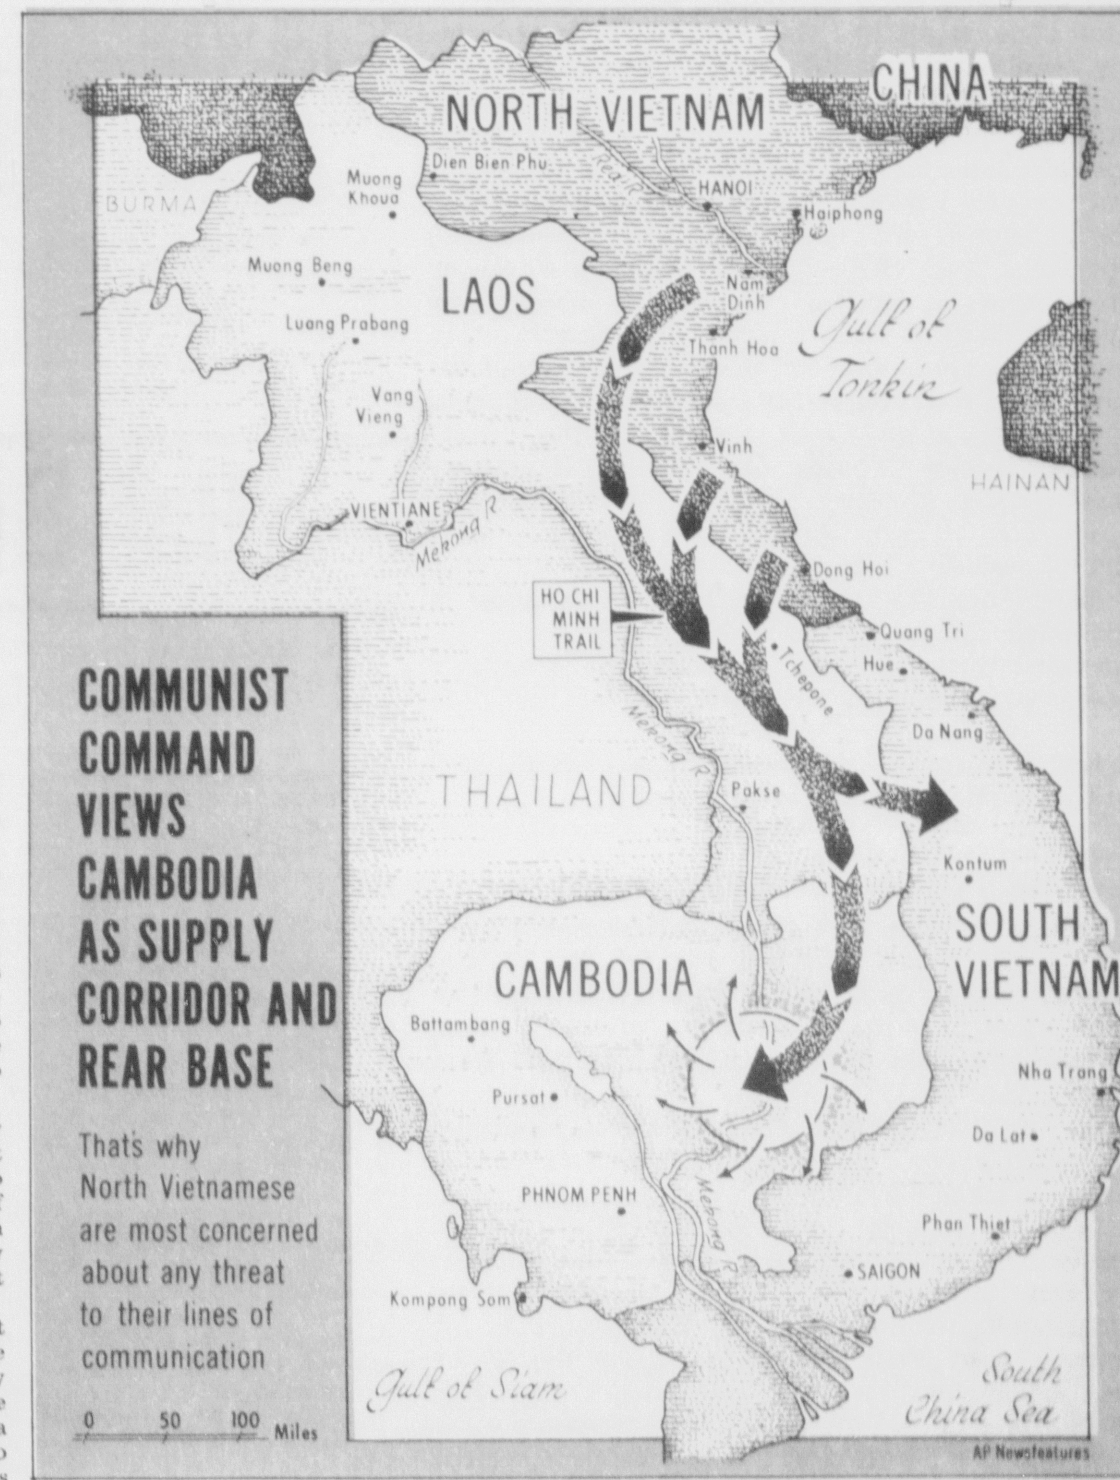 CHINA
NORTH VIETNAM
Dien Bien Phu
Red R.
Muong
Khoua
HANOI
BURMA
Haiphong
Muong Beng
LAOS
Nam
Dinh
Luang Prabang
Thanh Hoa
Gulf of
Tonkin
Vang
Vieng
Vinh
HAINAN
VIENTIANE
Mekong R
Dong Hoi
HO CHI
MINH
TRAIL
Quang Tri
Hue
Tchepone
COMMUNIST
COMMAND
VIEWS
CAMBODIA
AS SUPPLY
CORRIDOR AND
REAR BASE
Da Nang
Mekong R
THAILAND
Pakse
Kontum
SOUTH
VIETNAM
CAMBODIA
Battambang
Nha Trang
Pursat
Da Lat
That's why
North Vietnamese
are most concerned
about any threat
to their lines of
communication
PHNOM PENH
Mekong R
Phan Thiet
SAIGON
Kompong Som
Gulf of Siam
South
China Sea
0 50 100 Miles
AP Newsfeatures